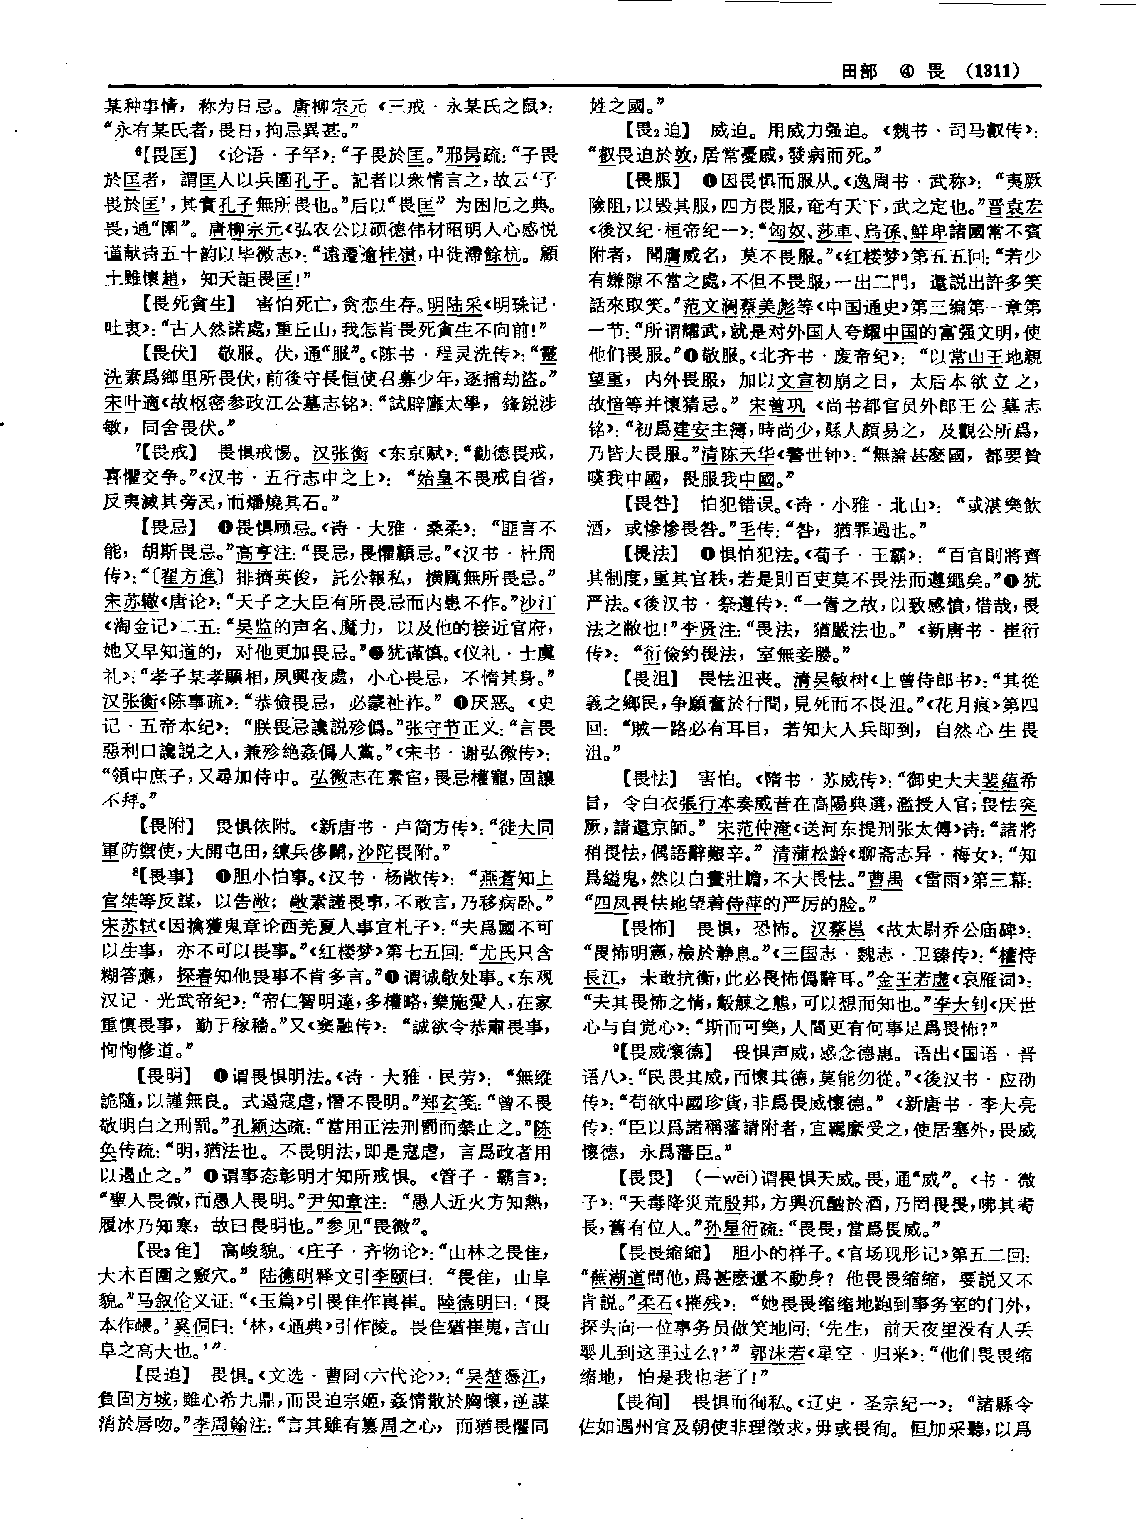 田部 ④ 畏 (1311)
某种事情，称为日忌。唐柳宗元《三戒·永某氏之鼠》：
“永有某氏者，畏日，拘忌異甚。”
⁶【畏匡】 《论语·子罕》：“子畏於匡。”邢昺疏：“子畏
於匡者，謂匡人以兵圍孔子。記者以衆情言之，故云‘子
畏於匡’，其實孔子無所畏也。”后以“畏匡”为困厄之典。
畏，通“圍”。唐柳宗元《弘农公以硕德伟材昭明人心感悦
谨献诗五十韵以毕微志》：“遠遷逾桂嶺，中徙滯餘杭。顧
土雖懷趙，知天詎畏匡！”
【畏死貪生】 害怕死亡，贪恋生存。明陆采《明珠记·
吐衷》：“古人然諾處，重丘山，我怎肯畏死貪生不向前！”
【畏伏】 敬服。伏，通“服”。《陈书·程灵洗传》：“靈
洗素爲鄉里所畏伏，前後守長恒使召募少年，逐捕劫盜。”
宋叶適《故枢密参政汪公墓志铭》：“試辟廱太學，鋒鋭涉
敏，同舍畏伏。”
⁷【畏戒】 畏惧戒惕。汉张衡《东京赋》：“勸德畏戒，
喜懼交争。”《汉书·五行志中之上》：“始皇不畏戒自省，
反夷滅其旁民，而燔燒其石。”
【畏忌】 ❶畏惧顾忌。《诗·大雅·桑柔》：“匪言不
能，胡斯畏忌。”高亨注：“畏忌，畏懼顧忌。”《汉书·杜周
传》：“〔翟方進〕排擠英俊，託公報私，横厲無所畏忌。”
宋苏辙《唐论》：“天子之大臣有所畏忌而内患不作。”沙汀
《淘金记》二五：“吴监的声名、魔力，以及他的接近官府，
她又早知道的，对他更加畏忌。”❷犹谨慎。《仪礼·士虞
礼》：“孝子某孝顯相，夙興夜處，小心畏忌，不惰其身。”
汉张衡《陈事疏》：“恭儉畏忌，必蒙祉祚。”❸厌恶。《史
记·五帝本纪》：“朕畏忌讒説殄僞。”张守节正义：“言畏
惡利口讒説之人，兼殄絶姦僞人黨。”《宋书·谢弘微传》：
“領中庶子，又尋加侍中。弘微志在素宦，畏忌權寵，固讓
不拜。”
【畏附】 畏惧依附。《新唐书·卢简方传》：“徙大同
軍防禦使，大開屯田，練兵侈鬭，沙陀畏附。”
⁸【畏事】 ❶胆小怕事。《汉书·杨敞传》：“燕蒼知上
官桀等反謀，以告敞；敞素謹畏事，不敢言，乃移病卧。”
宋苏轼《因擒獲鬼章论西羌夏人事宜札子》：“夫爲國不可
以生事，亦不可以畏事。”《红楼梦》第七五回：“尤氏只含
糊答應，探春知他畏事不肯多言。”❷谓诚敬处事。《东观
汉记·光武帝纪》：“帝仁智明達，多權略，樂施愛人，在家
重慎畏事，勤于稼穡。”又《窦融传》：“誠欲令恭肅畏事，
恂恂修道。”
【畏明】 ❶谓畏惧明法。《诗·大雅·民劳》：“無縱
詭隨，以謹無良。式遏寇虐，憯不畏明。”郑玄笺：“曾不畏
敬明白之刑罰。”孔颖达疏：“當用正法刑罰而禁止之。”陈
奂传疏：“明，猶法也。不畏明法，即是寇虐，言爲政者用
以遏止之。”❷谓事态彰明才知所戒惧。《管子·霸言》：
“聖人畏微，而愚人畏明。”尹知章注：“愚人近火方知熱，
履冰乃知寒，故曰畏明也。”参见“畏微”。
【畏₃隹】 高峻貌。《庄子·齐物论》：“山林之畏隹，
大木百圍之竅穴。”陆德明释文引李颐曰：“畏隹，山阜
貌。”马叙伦义证：“《玉篇》引畏隹作㠕崔。陸德明曰：‘畏
本作㟪。’奚侗曰：‘林，《通典》引作陵。畏隹猶崔嵬，言山
阜之高大也。’”
【畏迫】 畏惧。《文选·曹冏〈六代论〉》：“吴楚憑江，
負固方城，雖心希九鼎，而畏迫宗姬，姦情散於胸懷，逆謀
消於唇吻。”李周翰注：“言其雖有篡周之心，而猶畏懼同
姓之國。”
【畏₂迫】 威迫。用威力强迫。《魏书·司马叡传》：
“叡畏迫於敦，居常憂戚，發病而死。”
【畏服】 ❶因畏惧而服从。《逸周书·武称》：“夷厥
險阻，以毁其服，四方畏服，奄有天下，武之定也。”晋袁宏
《後汉纪·桓帝纪一》：“匈奴、莎車、烏孫、鮮卑諸國常不賓
附者，聞膺威名，莫不畏服。”《红楼梦》第五五回：“若少
有嫌隙不當之處，不但不畏服，一出二門，還説出許多笑
話來取笑。”范文澜蔡美彪等《中国通史》第三编第一章第
一节：“所谓耀武，就是对外国人夸耀中国的富强文明，使
他们畏服。”❷敬服。《北齐书·废帝纪》：“以常山王地親
望重，内外畏服，加以文宣初崩之日，太后本欲立之，
故愔等并懷猜忌。”宋曾巩《尚书都官员外郎王公墓志
铭》：“初爲建安主簿，時尚少，縣人頗易之，及觀公所爲，
乃皆大畏服。”清陈天华《警世钟》：“無論甚麽國，都要贊
嘆我中國，畏服我中國。”
【畏咎】 怕犯错误。《诗·小雅·北山》：“或湛樂飲
酒，或慘慘畏咎。”毛传：“咎，猶罪過也。”
【畏法】 ❶惧怕犯法。《荀子·王霸》：“百官則將齊
其制度，重其官秩，若是則百吏莫不畏法而遵繩矣。”❷犹
严法。《後汉书·祭遵传》：“一眚之故，以致感憤，惜哉，畏
法之敝也！”李贤注：“畏法，猶嚴法也。”《新唐书·崔衍
传》：“衍儉約畏法，室無妾媵。”
【畏沮】 畏怯沮丧。清吴敏树《上曾侍郎书》：“其從
義之鄉民，争願奮於行間，見死而不畏沮。”《花月痕》第四
回：“贼一路必有耳目，若知大人兵即到，自然心生畏
沮。”
【畏怯】 害怕。《隋书·苏威传》：“御史大夫裴藴希
旨，令白衣張行本奏威昔在高陽典選，濫授人官；畏怯突
厥，請還京師。”宋范仲淹《送河东提刑张太傅》诗：“諸將
稍畏怯，偶語辭艱辛。”清蒲松龄《聊斋志异·梅女》：“知
爲縊鬼，然以白晝壯膽，不大畏怯。”曹禺《雷雨》第三幕：
“四凤畏怯地望着侍萍的严厉的脸。”
【畏怖】 畏惧，恐怖。汉蔡邕《故太尉乔公庙碑》：
“畏怖明憲，檢於静息。”《三国志·魏志·卫臻传》：“權恃
長江，未敢抗衡，此必畏怖僞辭耳。”金王若虚《哀雁词》：
“夫其畏怖之情，觳觫之態，可以想而知也。”李大钊《厌世
心与自觉心》：“斯而可樂，人間更有何事足爲畏怖？”
⁹【畏威懷德】 畏惧声威，感念德惠。语出《国语·晋
语八》：“民畏其威，而懷其德，莫能勿從。”《後汉书·应劭
传》：“苟欲中國珍貨，非爲畏威懷德。”《新唐书·李大亮
传》：“臣以爲諸稱藩請附者，宜羈縻受之，使居塞外，畏威
懷德，永爲藩臣。”
【畏畏】 （一wēi）谓畏惧天威。畏，通“威”。《书·微
子》：“天毒降災荒殷邦，方興沉酗於酒，乃罔畏畏，咈其耇
長，舊有位人。”孙星衍疏：“畏畏，當爲畏威。”
【畏畏縮縮】 胆小的样子。《官场现形记》第五二回：
“蕪湖道問他，爲甚麽還不動身？他畏畏縮縮，要説又不
肯説。”柔石《摧残》：“她畏畏缩缩地跑到事务室的门外，
探头向一位事务员做笑地问：‘先生，前天夜里没有人丢
婴儿到这里过么？’”郭沫若《星空·归来》：“他们畏畏缩
缩地，怕是我也老了！”
【畏徇】 畏惧而徇私。《辽史·圣宗纪一》：“諸縣令
佐如遇州官及朝使非理徵求，毋或畏徇。恒加采聽，以爲